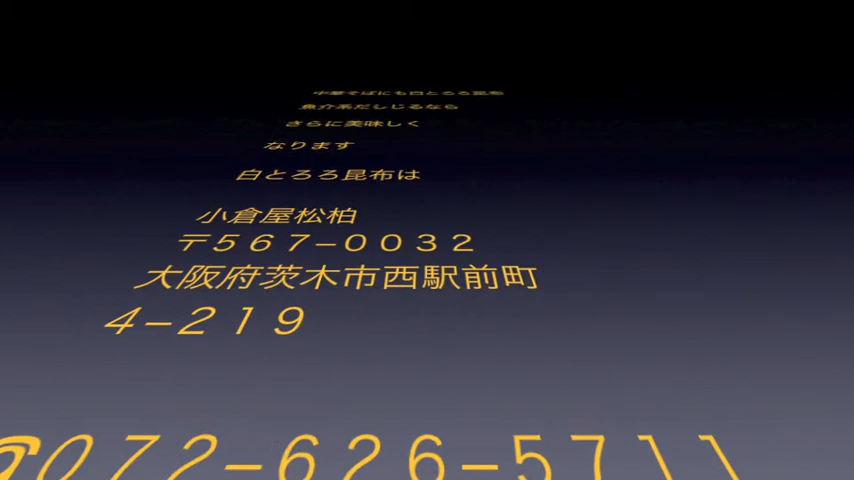 中華そばにも白とろろ昆布
魚介系だしじるなら
さらに美味しく
なります
白とろろ昆布は
小倉屋松柏
〒567-0032
大阪府茨木市西駅前町
4-219
☎072-626-5711